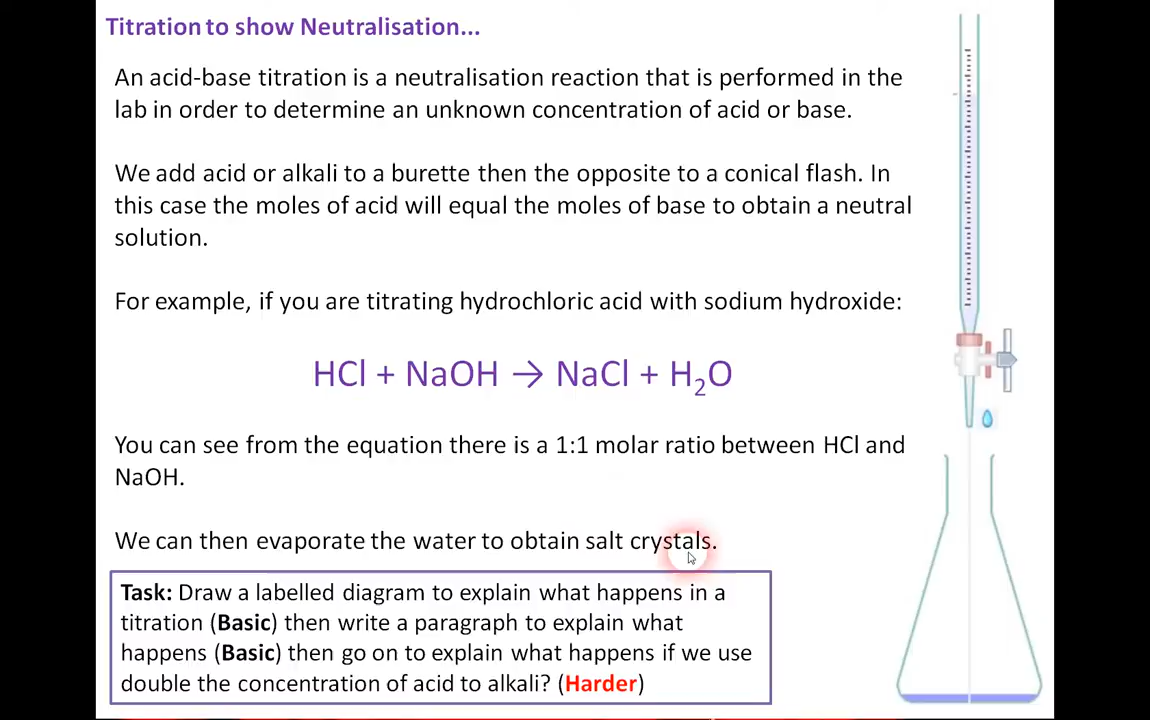 Titration to show Neutralisation...
An acid-base titration is a neutralisation reaction that is performed in the
lab in order to determine an unknown concentration of acid or base.
We add acid or alkali to a burette then the opposite to a conical flash. In
this case the moles of acid will equal the moles of base to obtain a neutral
solution.
For example, if you are titrating hydrochloric acid with sodium hydroxide:
HCl + NaOH → NaCl + H₂O
You can see from the equation there is a 1:1 molar ratio between HCl and
NaOH.
We can then evaporate the water to obtain salt crystals.
Task: Draw a labelled diagram to explain what happens in a
titration (Basic) then write a paragraph to explain what
happens (Basic) then go on to explain what happens if we use
double the concentration of acid to alkali? (Harder)